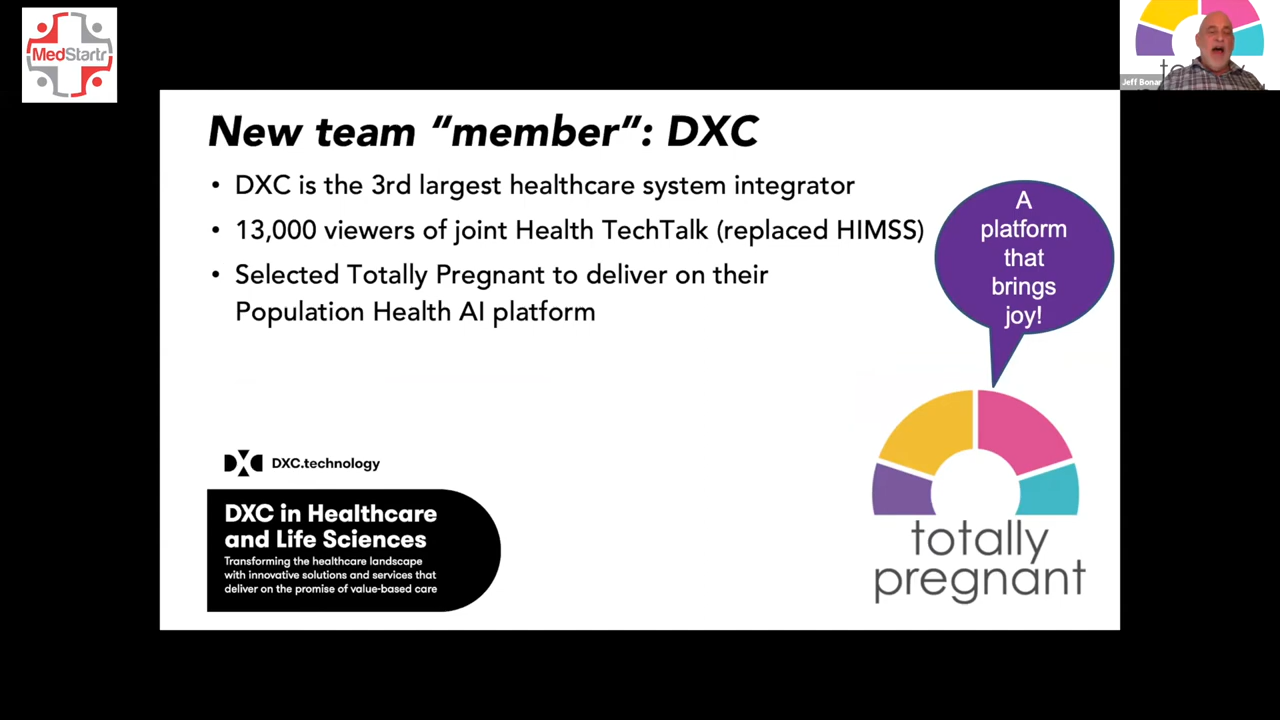 MedStartr
Jeff Bonar
New team “member”: DXC
• DXC is the 3rd largest healthcare system integrator
• 13,000 viewers of joint Health TechTalk (replaced HIMSS)
• Selected Totally Pregnant to deliver on their
Population Health AI platform
A
platform
that
brings
joy!
DXC.technology
DXC in Healthcare
and Life Sciences
Transforming the healthcare landscape
with innovative solutions and services that
deliver on the promise of value-based care
totally
pregnant